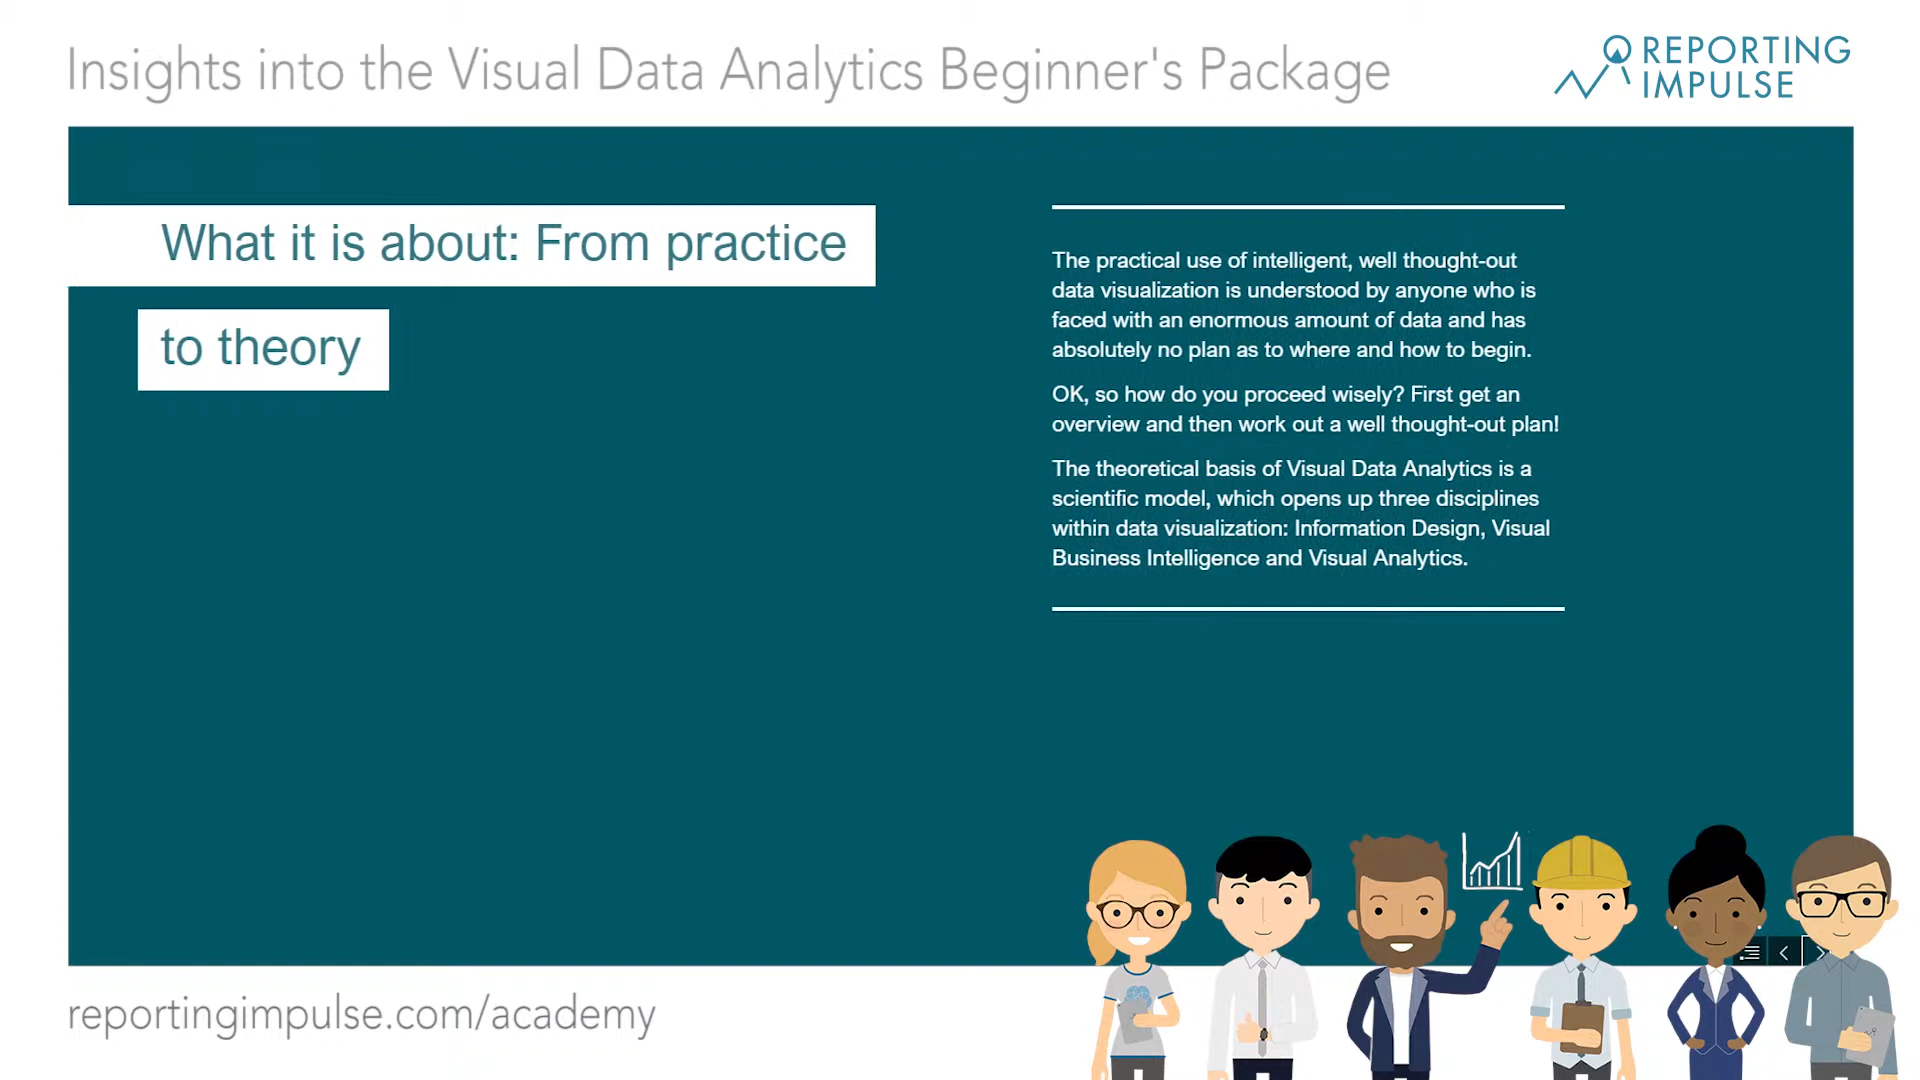 Insights into the Visual Data Analytics Beginner's Package
REPORTING
IMPULSE
What it is about: From practice
to theory
The practical use of intelligent, well thought-out
data visualization is understood by anyone who is
faced with an enormous amount of data and has
absolutely no plan as to where and how to begin.
OK, so how do you proceed wisely? First get an
overview and then work out a well thought-out plan!
The theoretical basis of Visual Data Analytics is a
scientific model, which opens up three disciplines
within data visualization: Information Design, Visual
Business Intelligence and Visual Analytics.
reportingimpulse.com/academy